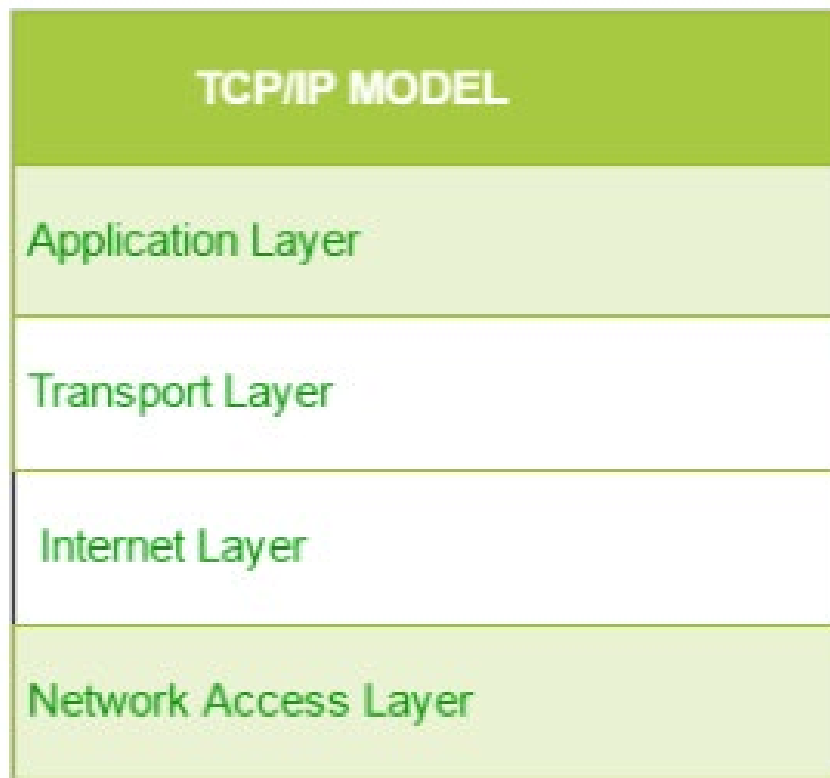 TCP/IP MODEL
Application Layer
Transport Layer
Internet Layer
Network Access Layer